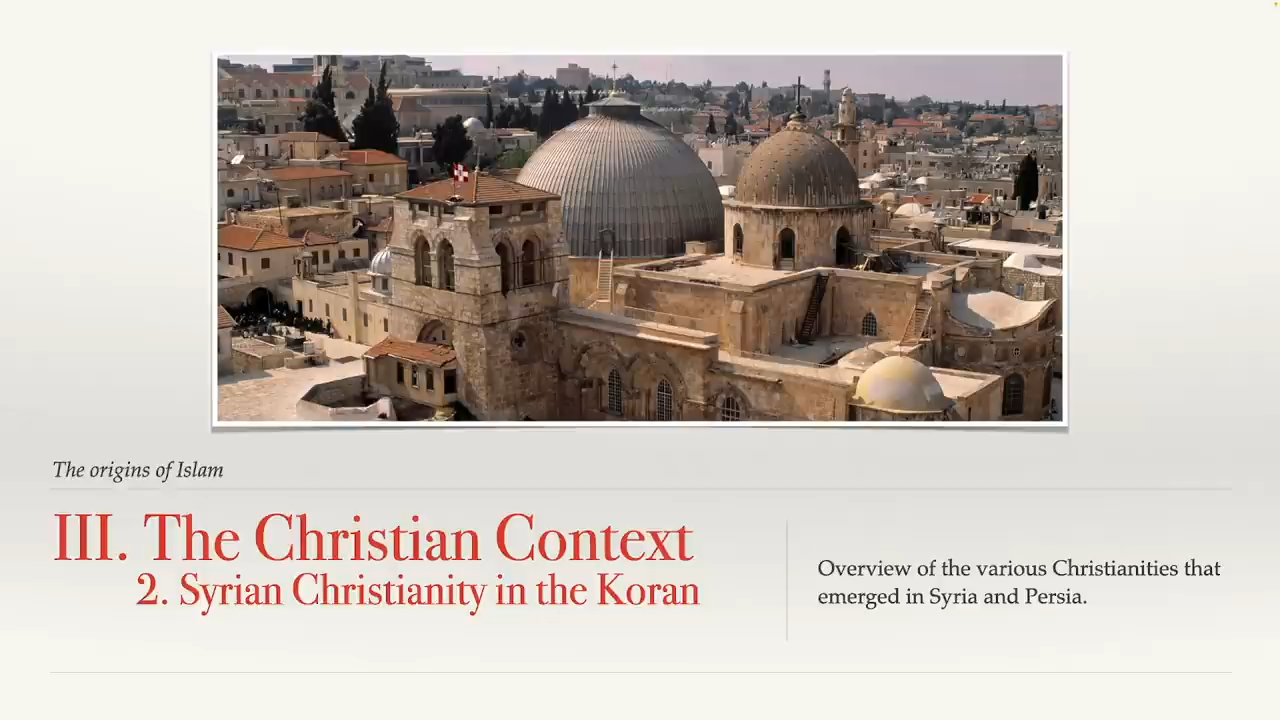 The origins of Islam
III. The Christian Context
2. Syrian Christianity in the Koran
Overview of the various Christianities that
emerged in Syria and Persia.